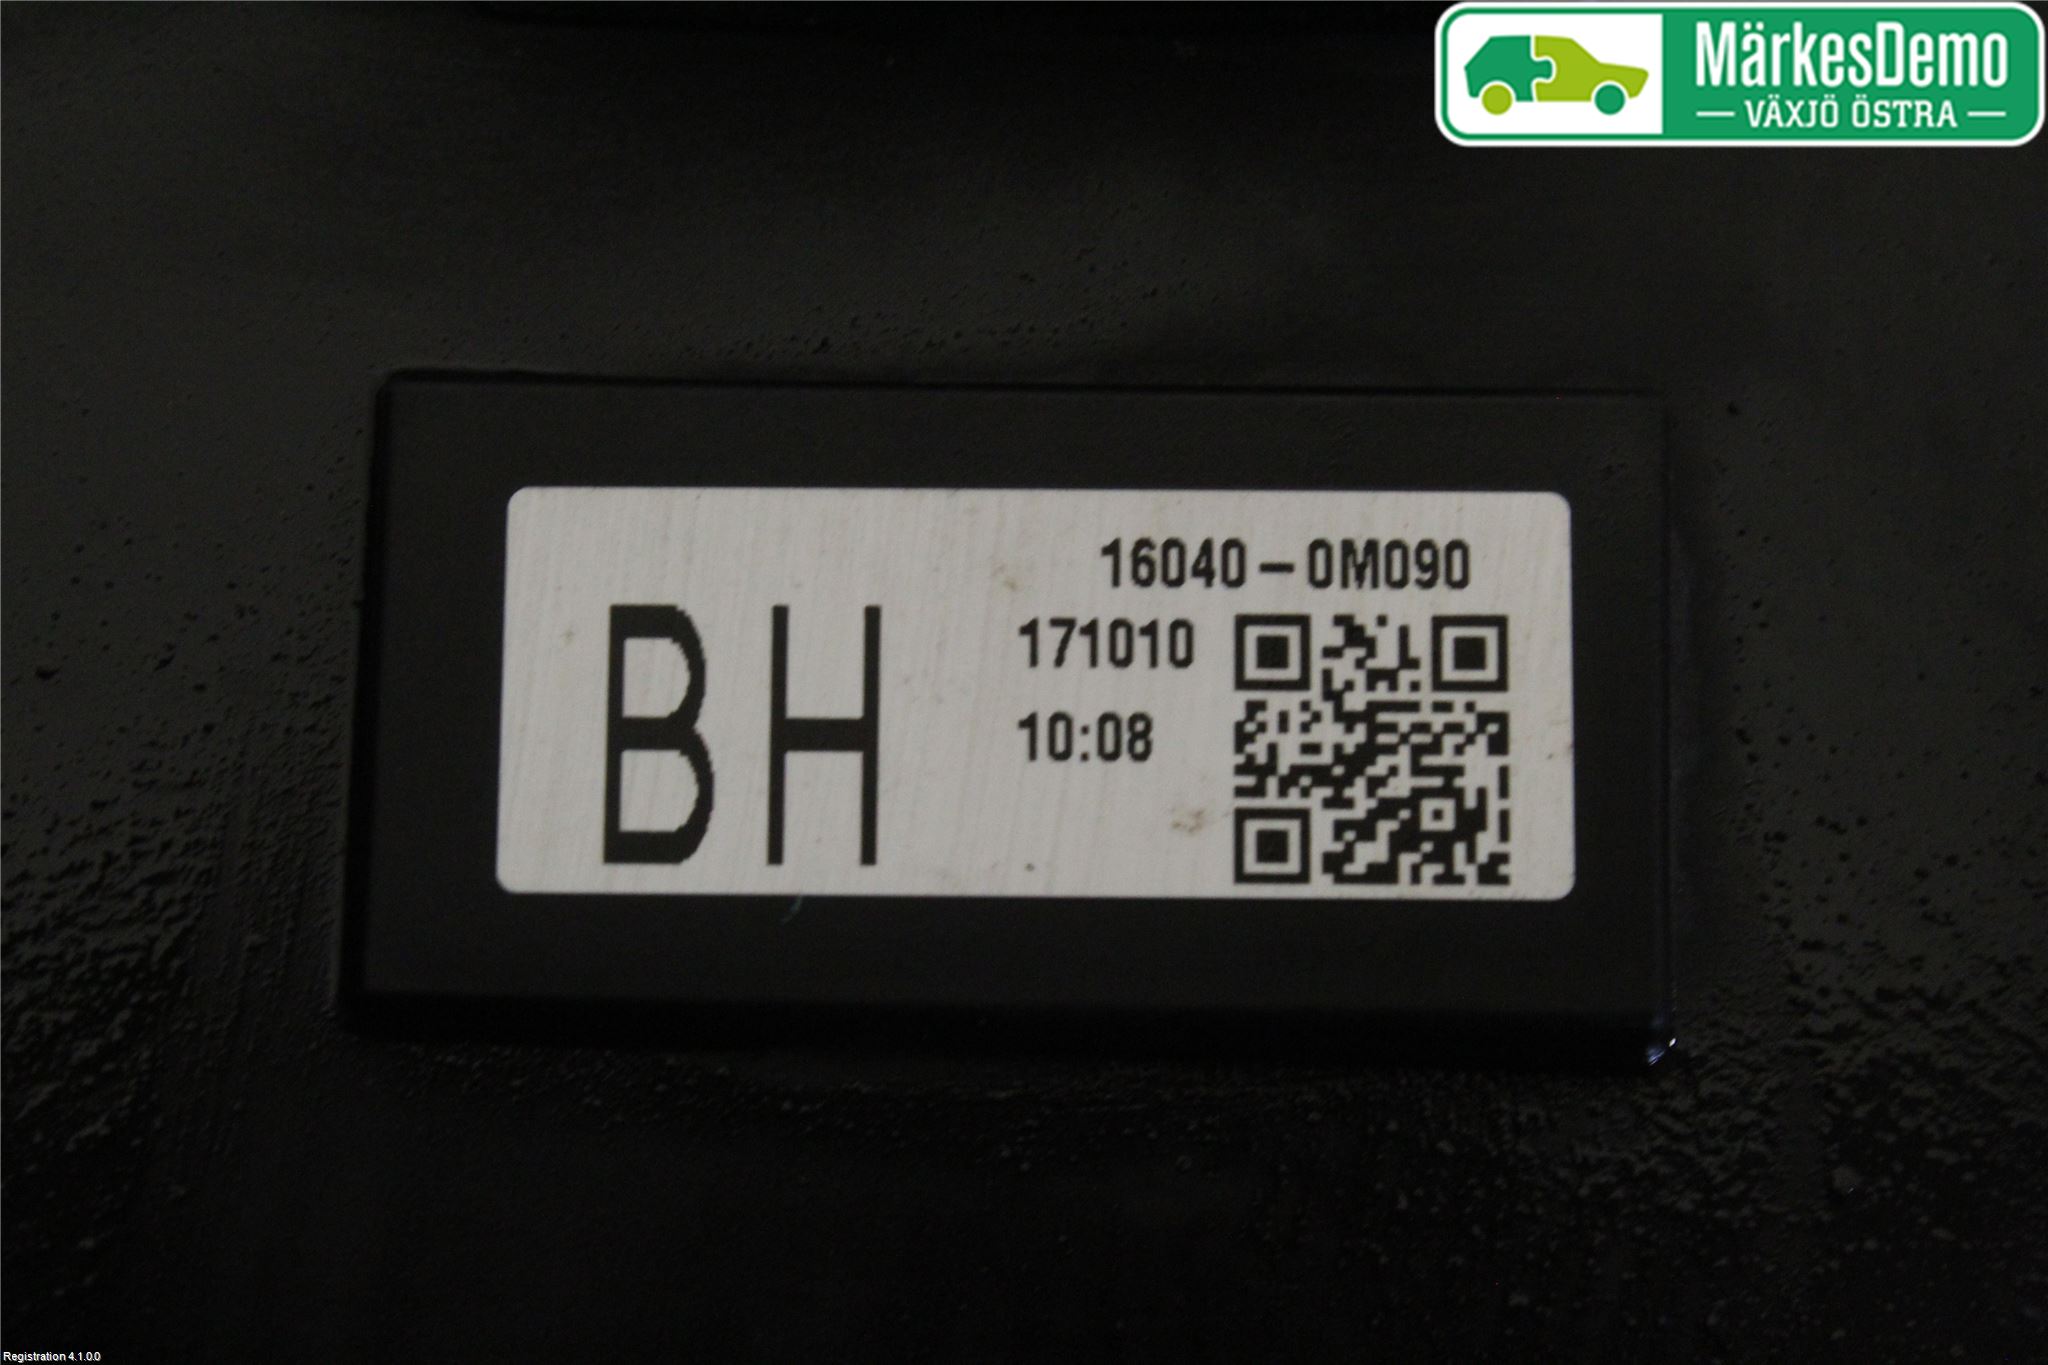 MärkesDemo
VÄXJÖ ÖSTRA
16040-0M090
BH
171010
10:08
Registration 4.1.0.0